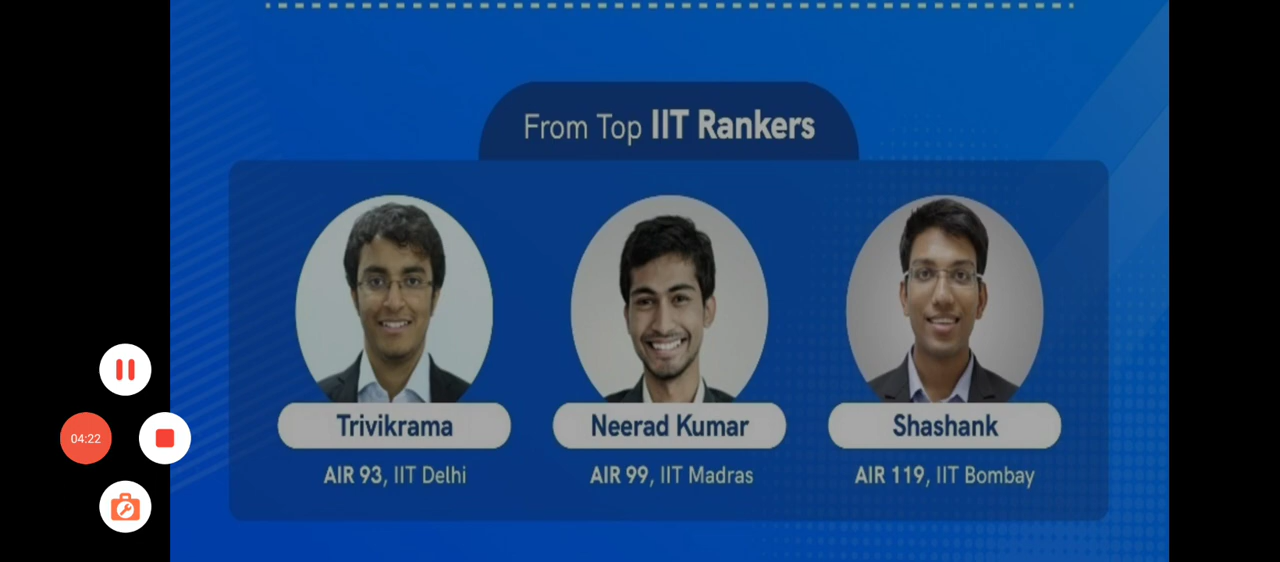 From Top IIT Rankers
Trivikrama
Neerad Kumar
Shashank
AIR 93, IIT Delhi
AIR 99, IIT Madras
AIR 119, IIT Bombay
04:22